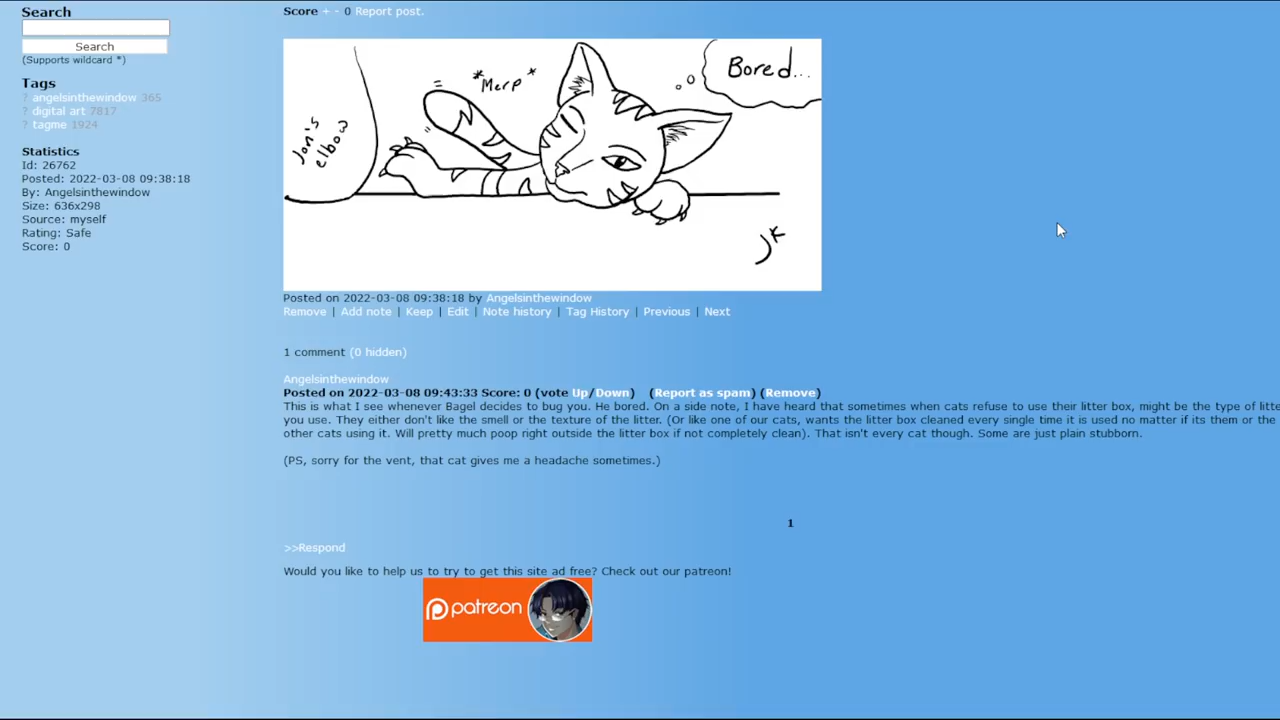 Search
Search
(Supports wildcard *)
Tags
? angelsinthewindow 365
? digital art 7817
? tagme 1924
Statistics
Id: 26762
Posted: 2022-03-08 09:38:18
By: Angelsinthewindow
Size: 636x298
Source: myself
Rating: Safe
Score: 0
Score + - 0 Report post.
Bored...
*Merp*
Jon's
elbow
J*
Posted on 2022-03-08 09:38:18 by Angelsinthewindow
Remove | Add note | Keep | Edit | Note history | Tag History | Previous | Next
1 comment (0 hidden)
Angelsinthewindow
Posted on 2022-03-08 09:43:33 Score: 0 (vote Up/Down) (Report as spam) (Remove)
This is what I see whenever Bagel decides to bug you. He bored. On a side note, I have heard that sometimes when cats refuse to use their litter box, might be the type of litte
you use. They either don't like the smell or the texture of the litter. (Or like one of our cats, wants the litter box cleaned every single time it is used no matter if its them or the
other cats using it. Will pretty much poop right outside the litter box if not completely clean). That isn't every cat though. Some are just plain stubborn.
(PS, sorry for the vent, that cat gives me a headache sometimes.)
1
>>Respond
Would you like to help us to try to get this site ad free? Check out our patreon!
patreon